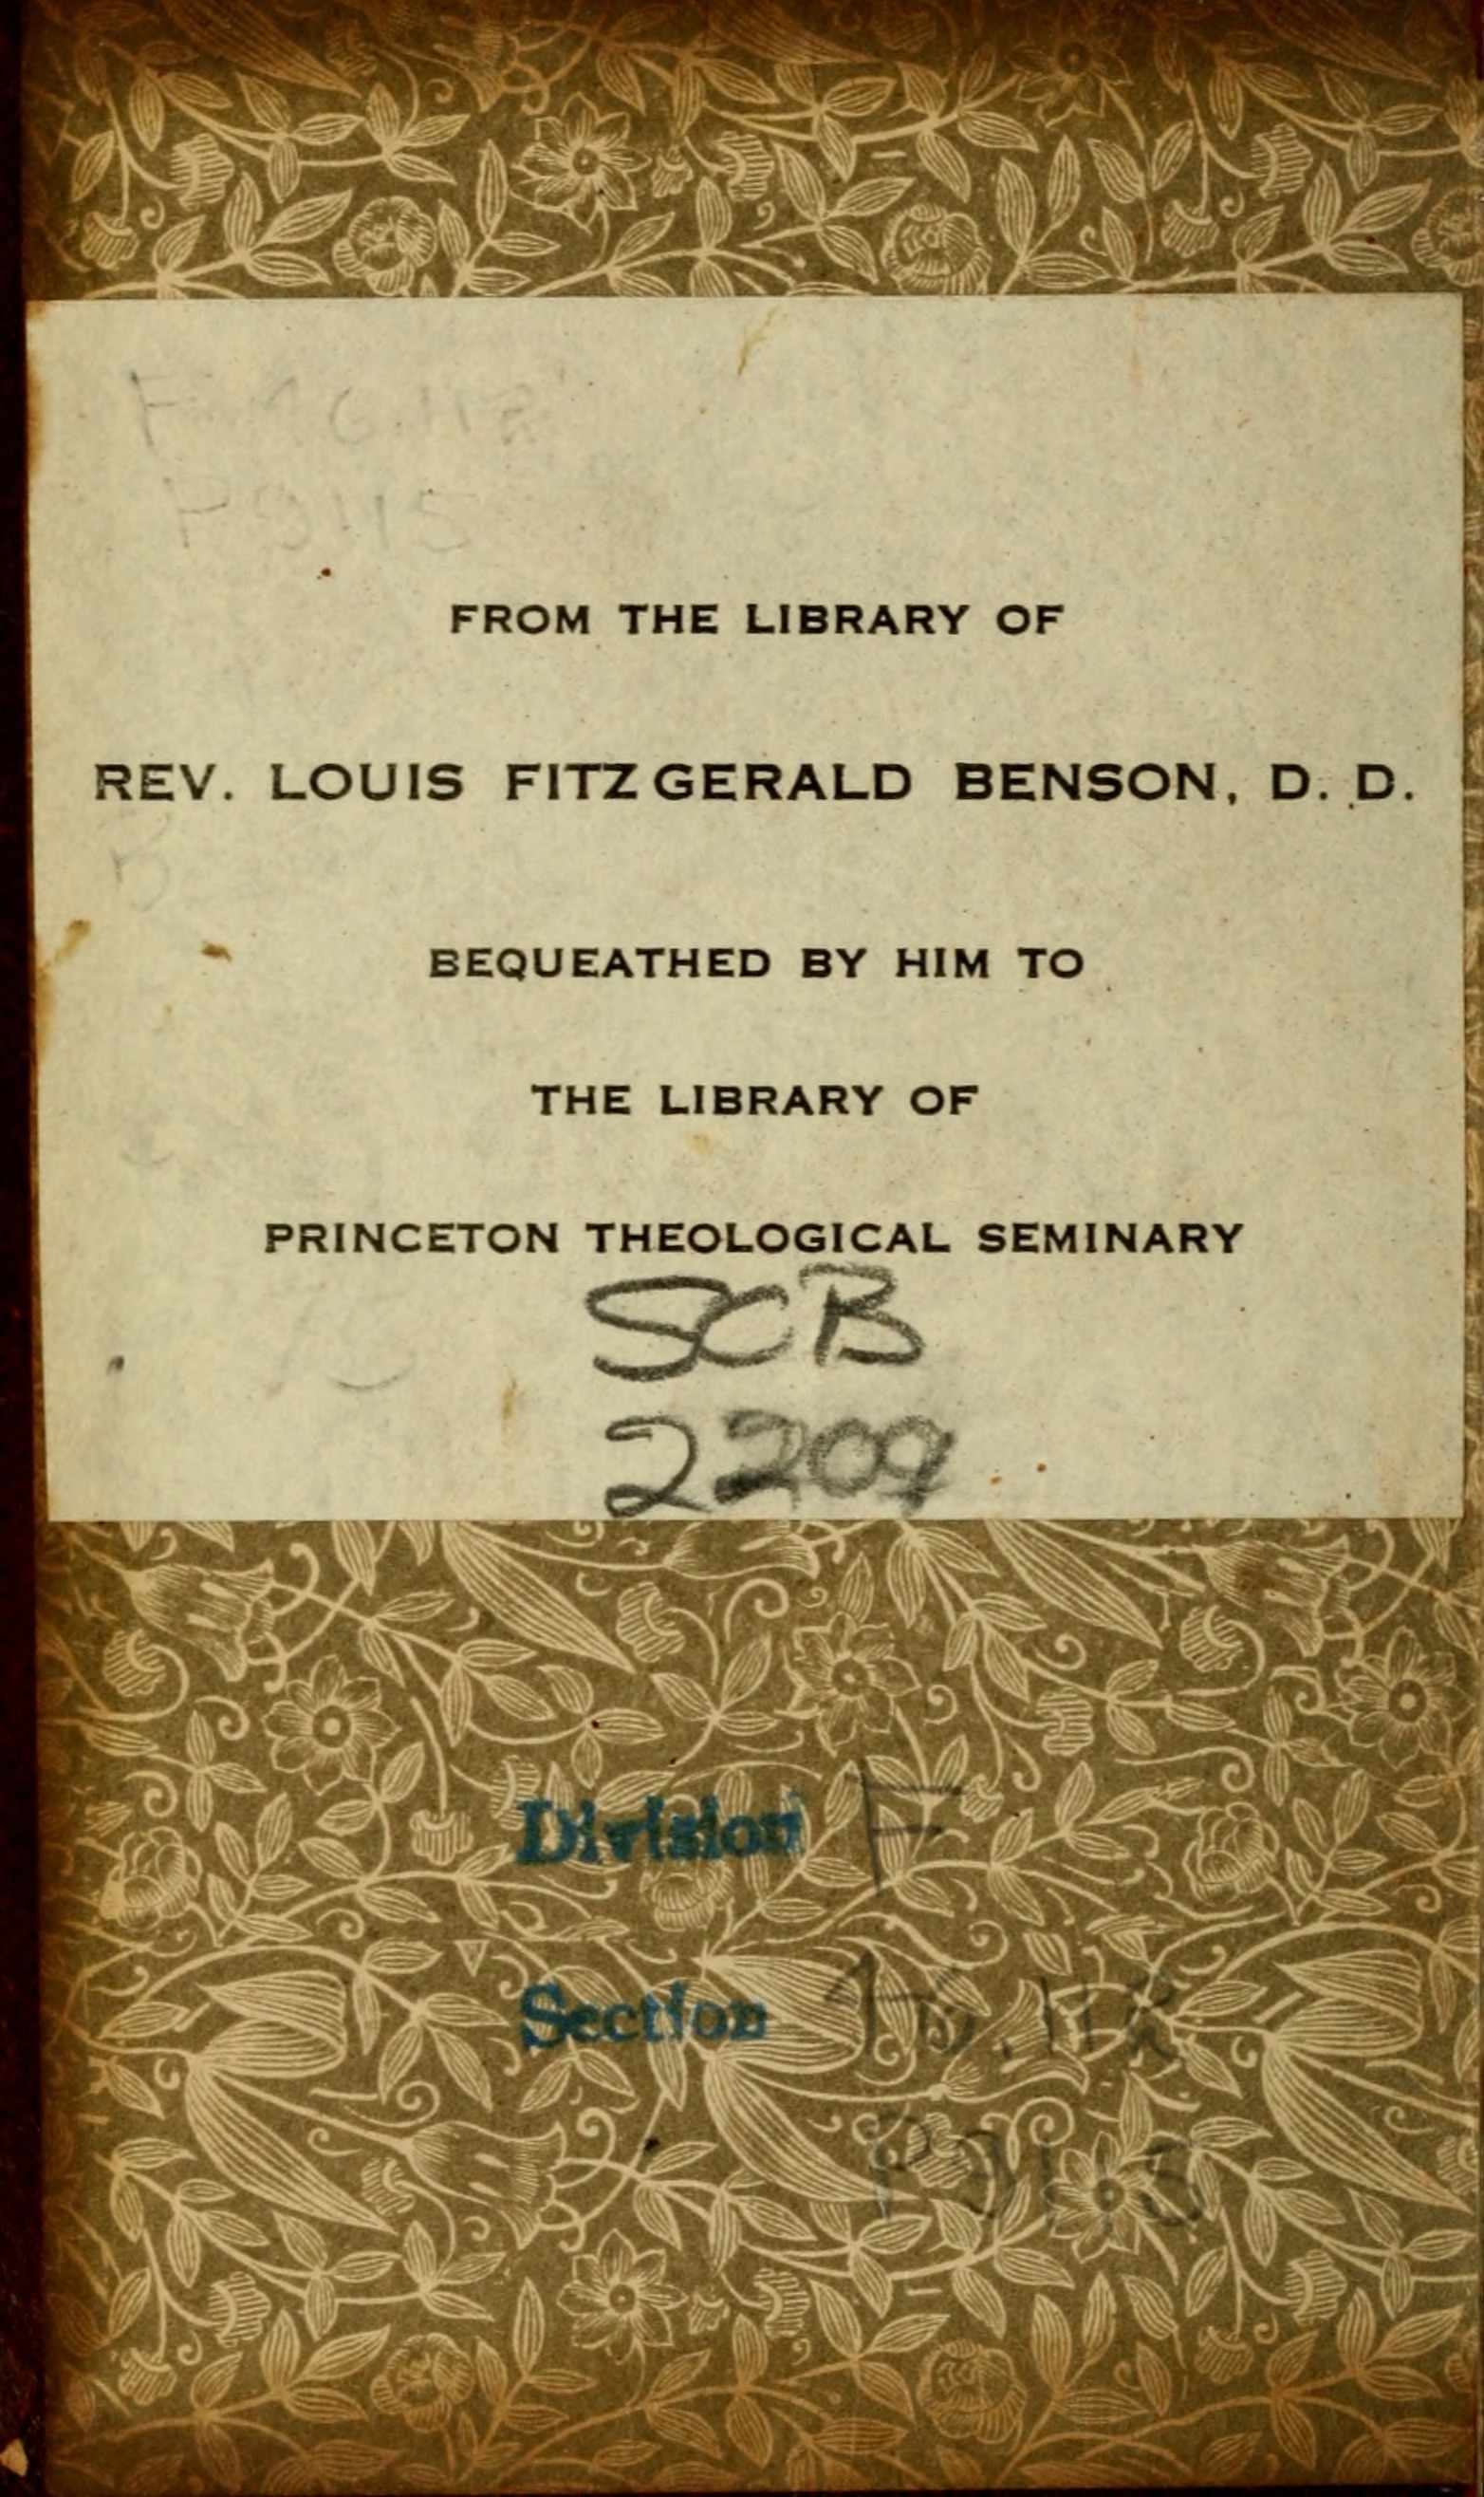 FROM THE LIBRARY OF
REV. LOUIS FITZGERALD BENSON, D. D.
BEQUEATHED BY HIM TO
THE LIBRARY OF
PRINCETON THEOLOGICAL SEMINARY
SCB
2209
Division F
Section